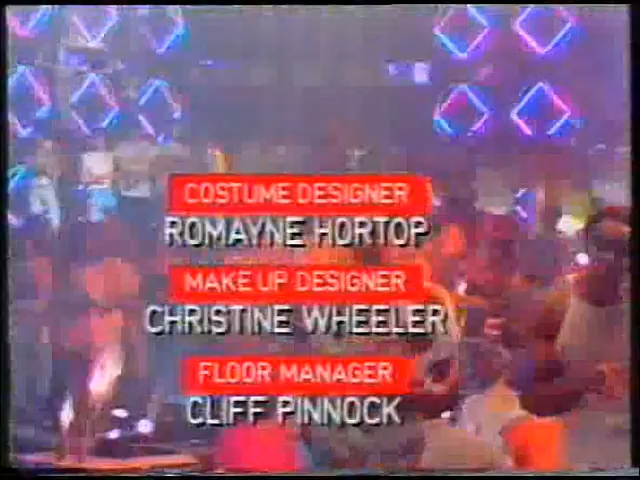 COSTUME DESIGNER
ROMAYNE HORTOP
MAKE UP DESIGNER
CHRISTINE WHEELER
FLOOR MANAGER
CLIFF PINNOCK